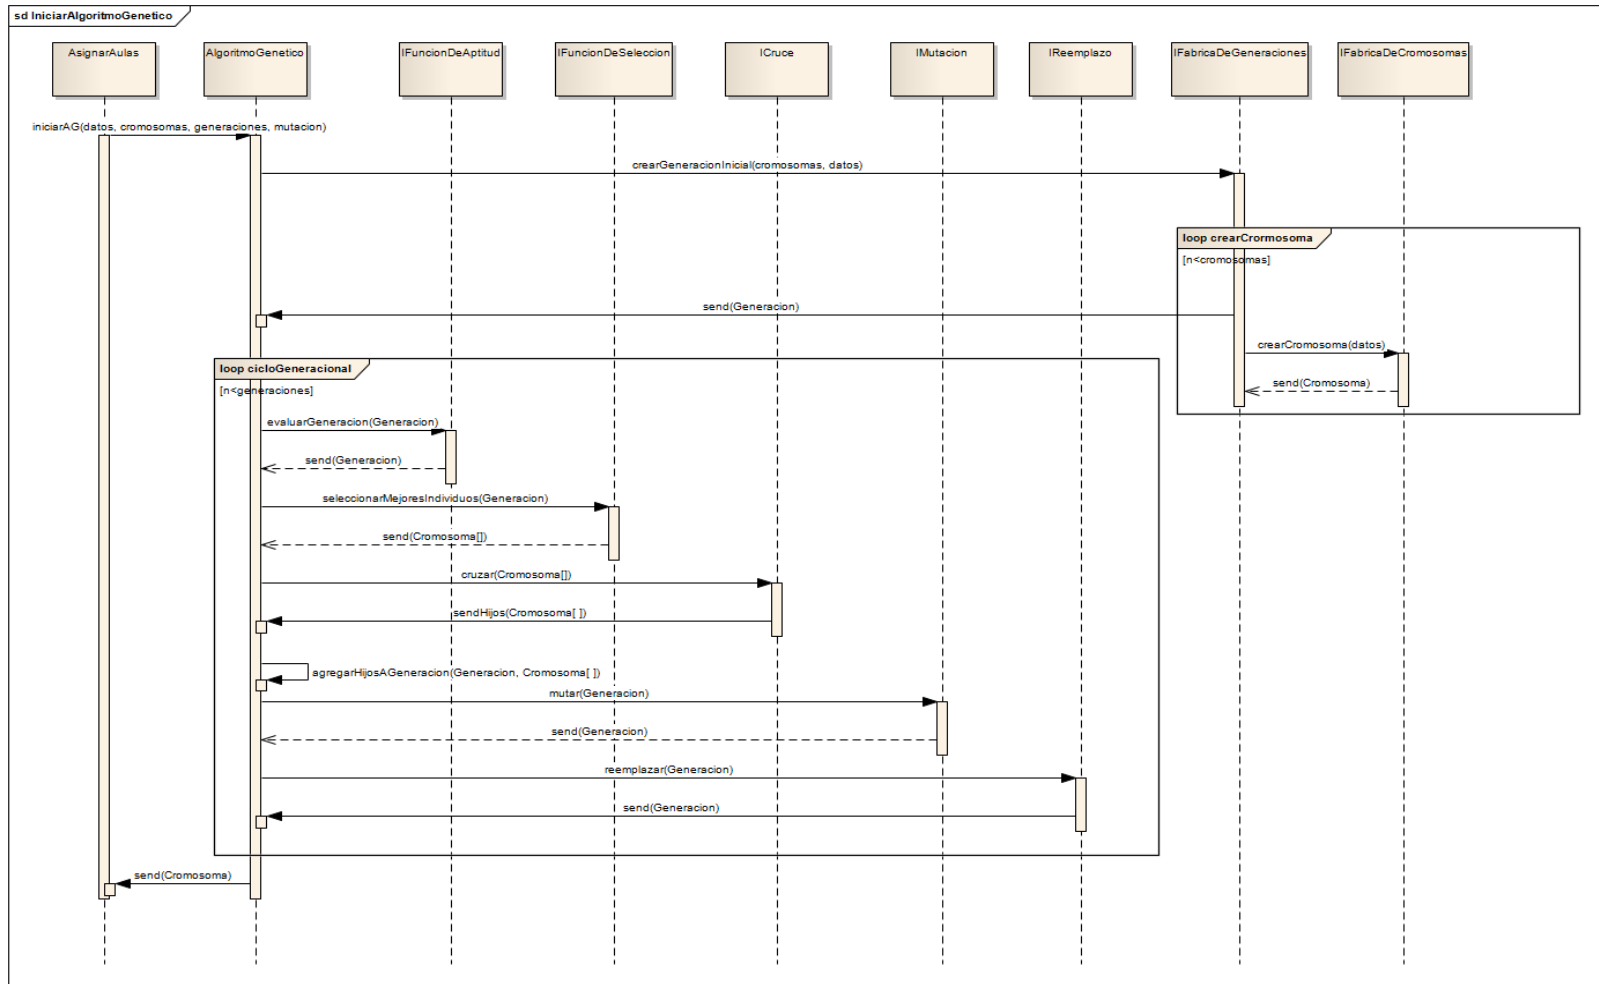 sd IniciarAlgoritmoGenetico
AsignarAulas
AlgoritmoGenetico
IFuncionDeAptitud
IFuncionDeSeleccion
ICruce
IMutacion
IReemplazo
IFabricaDeGeneraciones
IFabricaDeCromosomas
iniciarAG(datos, cromosomas, generaciones, mutacion)
crearGeneracionInicial(cromosomas, datos)
loop crearCrormosoma
[n<cromosomas]
send(Generacion)
crearCromosoma(datos)
send(Cromosoma)
loop cicloGeneracional
[n<generaciones]
evaluarGeneracion(Generacion)
send(Generacion)
seleccionarMejoresIndividuos(Generacion)
send(Cromosoma[])
cruzar(Cromosoma[])
sendHijos(Cromosoma[ ])
agregarHijosAGeneracion(Generacion, Cromosoma[ ])
mutar(Generacion)
send(Generacion)
reemplazar(Generacion)
send(Generacion)
send(Cromosoma)